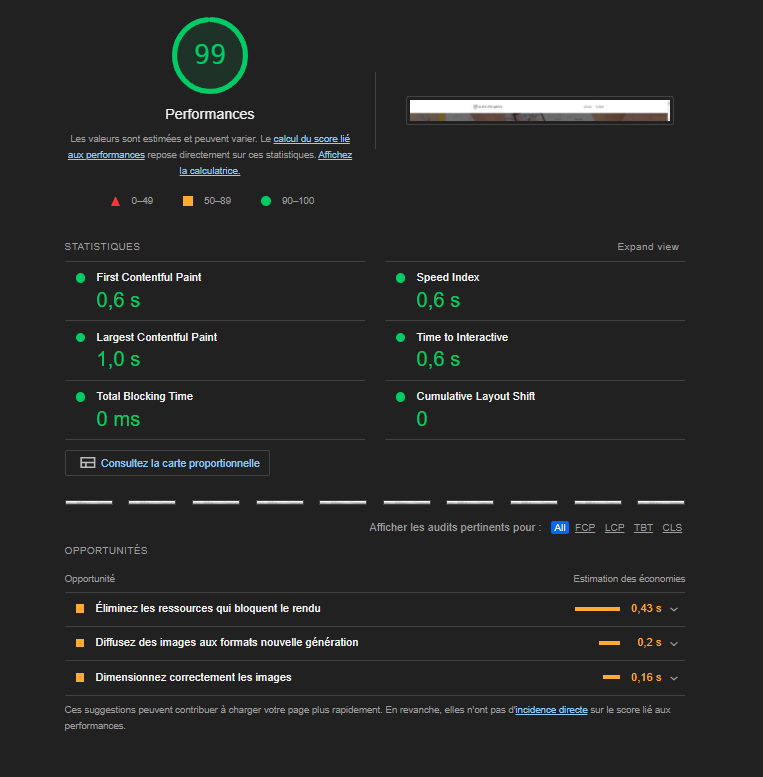 99
Performances
Les valeurs sont estimées et peuvent varier. Le calcul du score lié
aux performances repose directement sur ces statistiques. Affichez
la calculatrice.
0–49
50–89
90–100
STATISTIQUES
Expand view
First Contentful Paint
0,6 s
Speed Index
0,6 s
Largest Contentful Paint
1,0 s
Time to Interactive
0,6 s
Total Blocking Time
0 ms
Cumulative Layout Shift
0
Consultez la carte proportionnelle
Afficher les audits pertinents pour : All FCP LCP TBT CLS
OPPORTUNITÉS
Opportunité
Estimation des économies
Éliminez les ressources qui bloquent le rendu
0,43 s
Diffusez des images aux formats nouvelle génération
0,2 s
Dimensionnez correctement les images
0,16 s
Ces suggestions peuvent contribuer à charger votre page plus rapidement. En revanche, elles n'ont pas d'incidence directe sur le score lié aux
performances.